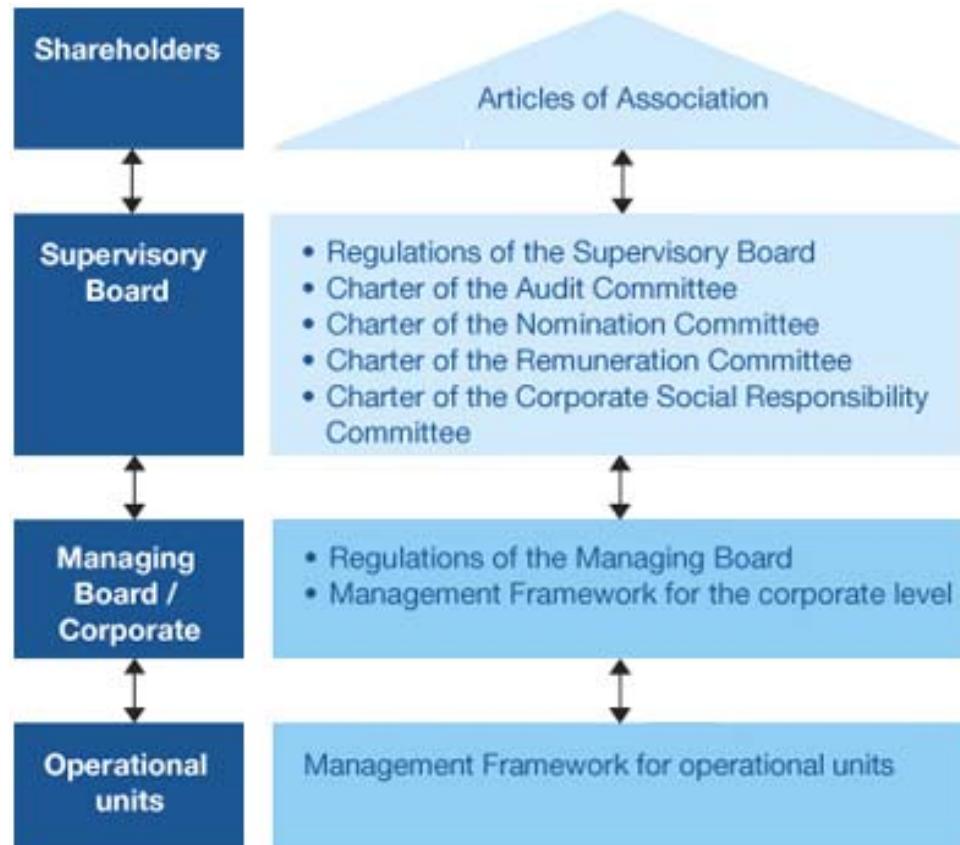 Shareholders
Articles of Association
Supervisory
Board
• Regulations of the Supervisory Board
• Charter of the Audit Committee
• Charter of the Nomination Committee
• Charter of the Remuneration Committee
• Charter of the Corporate Social Responsibility
Committee
Managing
Board /
Corporate
• Regulations of the Managing Board
• Management Framework for the corporate level
Operational
units
Management Framework for operational units